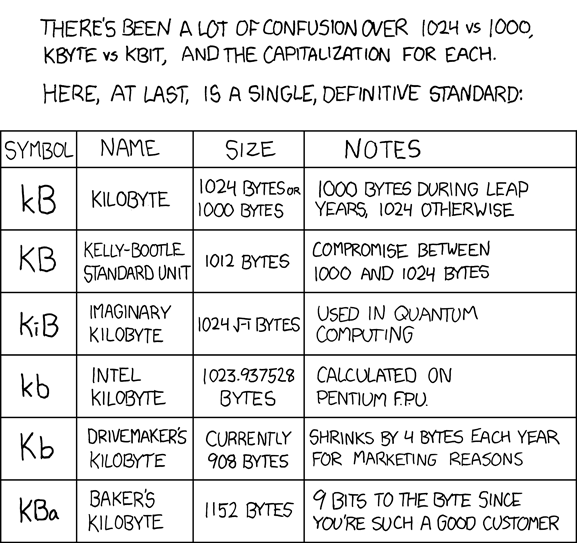 THERE'S BEEN A LOT OF CONFUSION OVER 1024 vs 1000,
KBYTE vs KBIT, AND THE CAPITALIZATION FOR EACH.
HERE, AT LAST, IS A SINGLE, DEFINITIVE STANDARD:
SYMBOL NAME SIZE NOTES
kB
KILOBYTE
1024 BYTES OR
1000 BYTES
1000 BYTES DURING LEAP
YEARS, 1024 OTHERWISE
KB
KELLY-BOOTLE
STANDARD UNIT
1012 BYTES
COMPROMISE BETWEEN
1000 AND 1024 BYTES
KiB
IMAGINARY
KILOBYTE
1024 √-1 BYTES
USED IN QUANTUM
COMPUTING
kb
INTEL
KILOBYTE
1023.937528
BYTES
CALCULATED ON
PENTIUM F.P.U.
Kb
DRIVEMAKER'S
KILOBYTE
CURRENTLY
908 BYTES
SHRINKS BY 4 BYTES EACH YEAR
FOR MARKETING REASONS
KBa
BAKER'S
KILOBYTE
1152 BYTES
9 BITS TO THE BYTE SINCE
YOU'RE SUCH A GOOD CUSTOMER